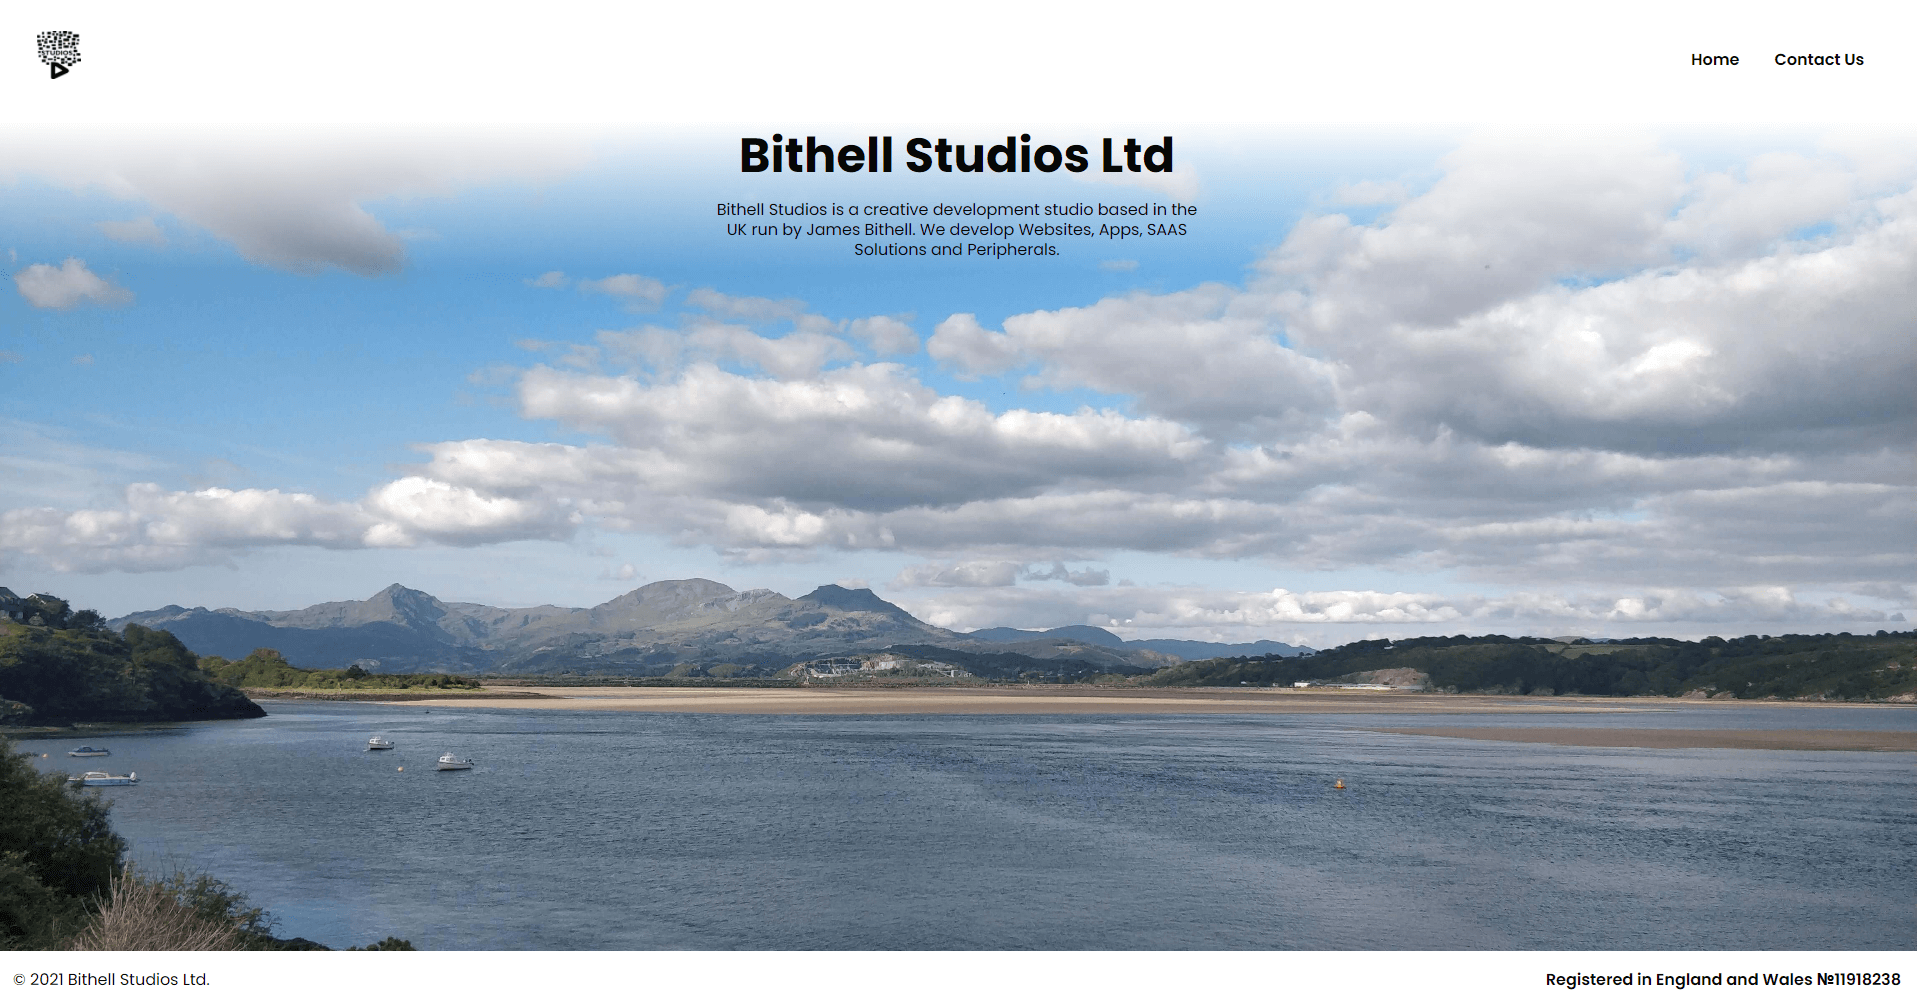 STUDIOS
Home
Contact Us
Bithell Studios Ltd
Bithell Studios is a creative development studio based in the
UK run by James Bithell. We develop Websites, Apps, SAAS
Solutions and Peripherals.
© 2021 Bithell Studios Ltd.
Registered in England and Wales №11918238